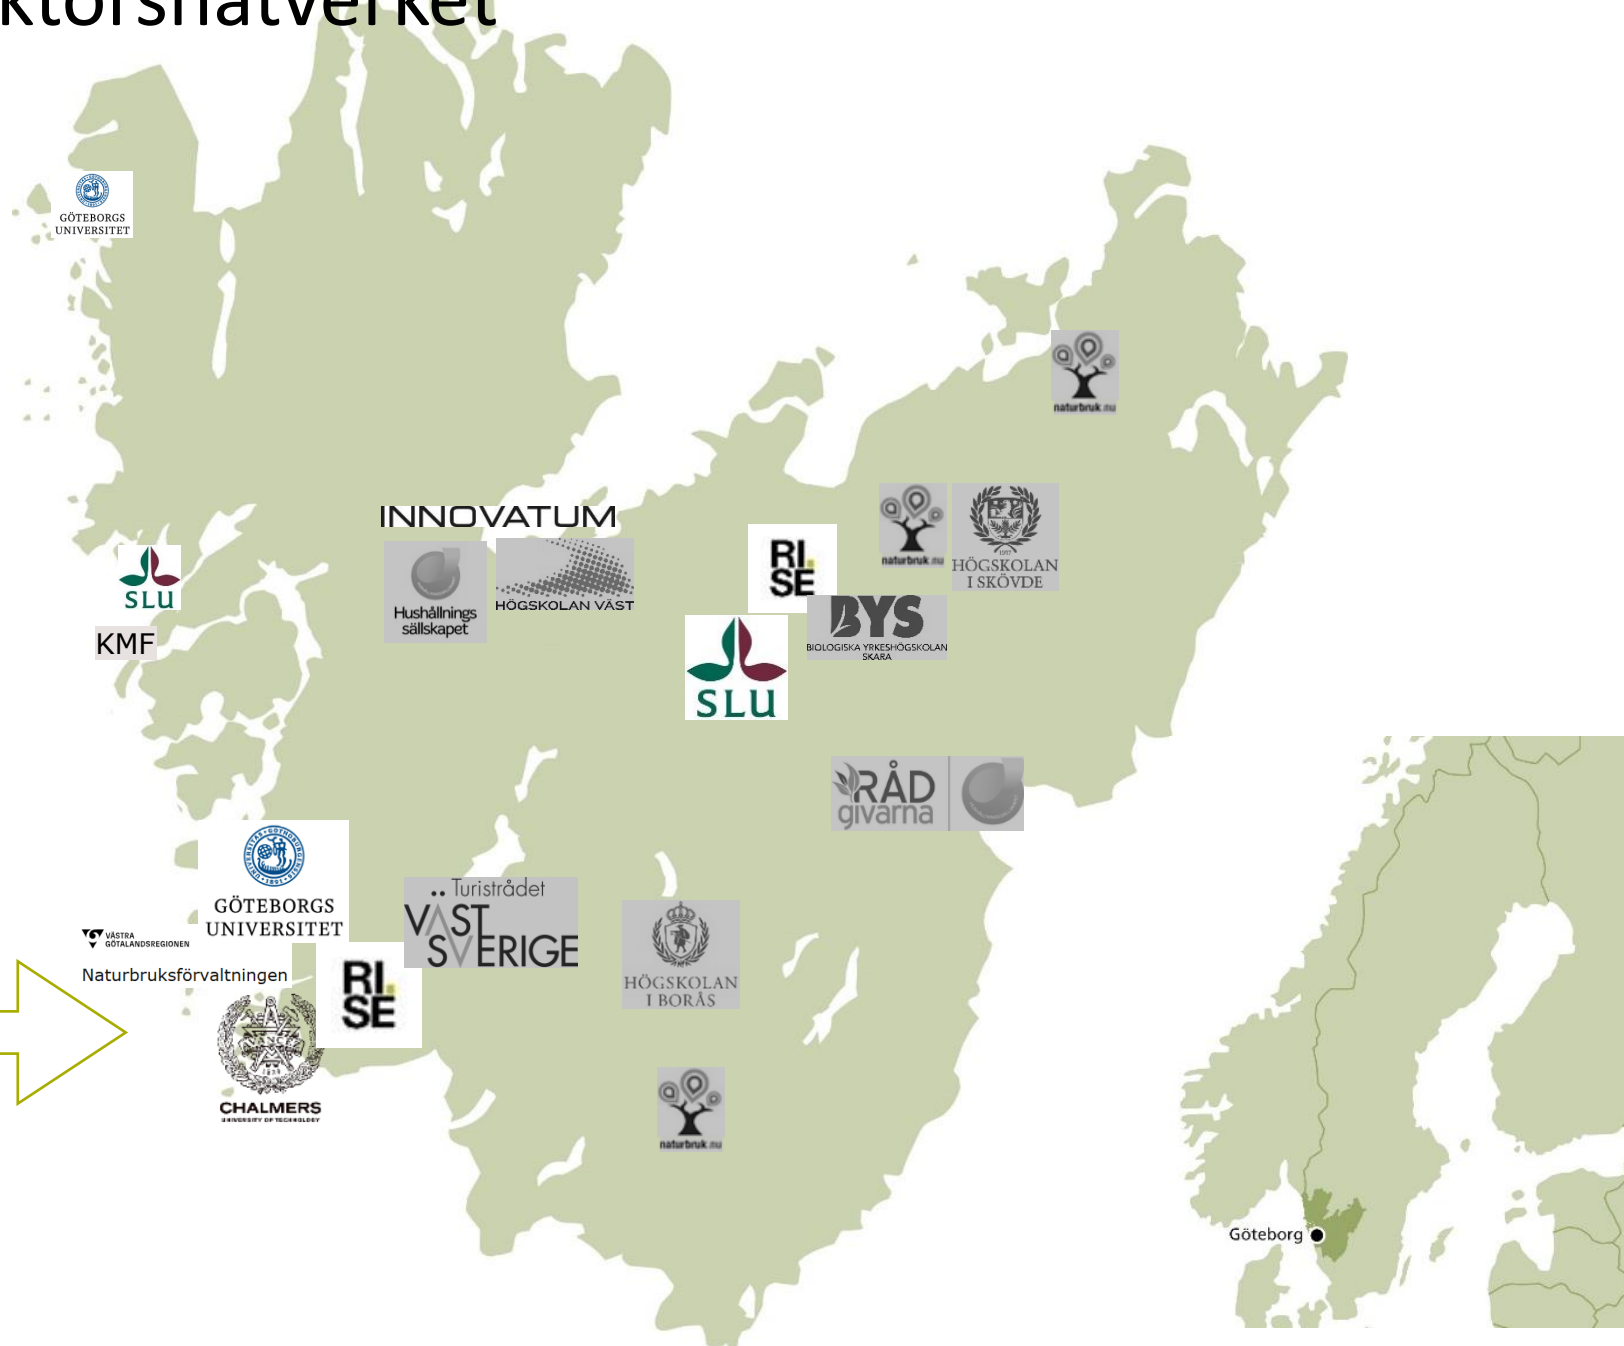 ktörsnätverket
GÖTEBORGS
UNIVERSITET
naturbruk.nu
INNOVATUM
naturbruk.nu
HÖGSKOLAN
I SKÖVDE
RI.
SE
SLU
Hushållnings
sällskapet
HÖGSKOLAN VÄST
BYS
BIOLOGISKA YRKESHÖGSKOLAN
SKARA
KMF
SLU
RÅD
givarna
GÖTEBORGS
UNIVERSITET
Turistrådet
VÄST
SVERIGE
VÄSTRA
GÖTALANDSREGIONEN
Naturbruksförvaltningen
RI.
SE
HÖGSKOLAN
I BORÅS
CHALMERS
UNIVERSITY OF TECHNOLOGY
naturbruk.nu
Göteborg